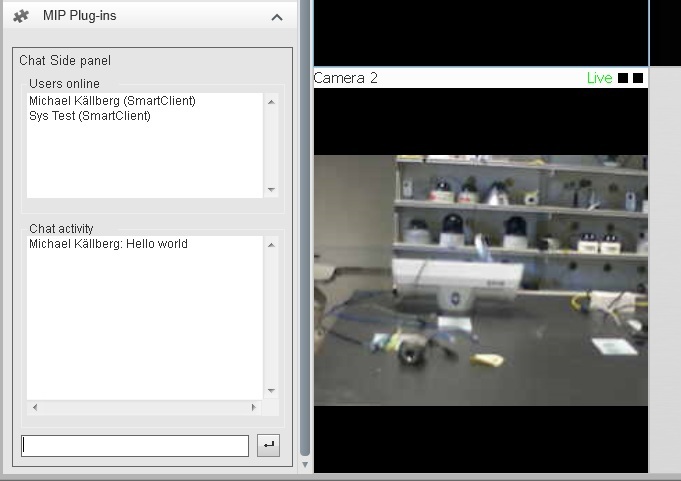 MIP Plug-ins
Chat Side panel
Users online
Michael Källberg (SmartClient)
Sys Test (SmartClient)
Chat activity
Michael Källberg: Hello world
Camera 2
Live